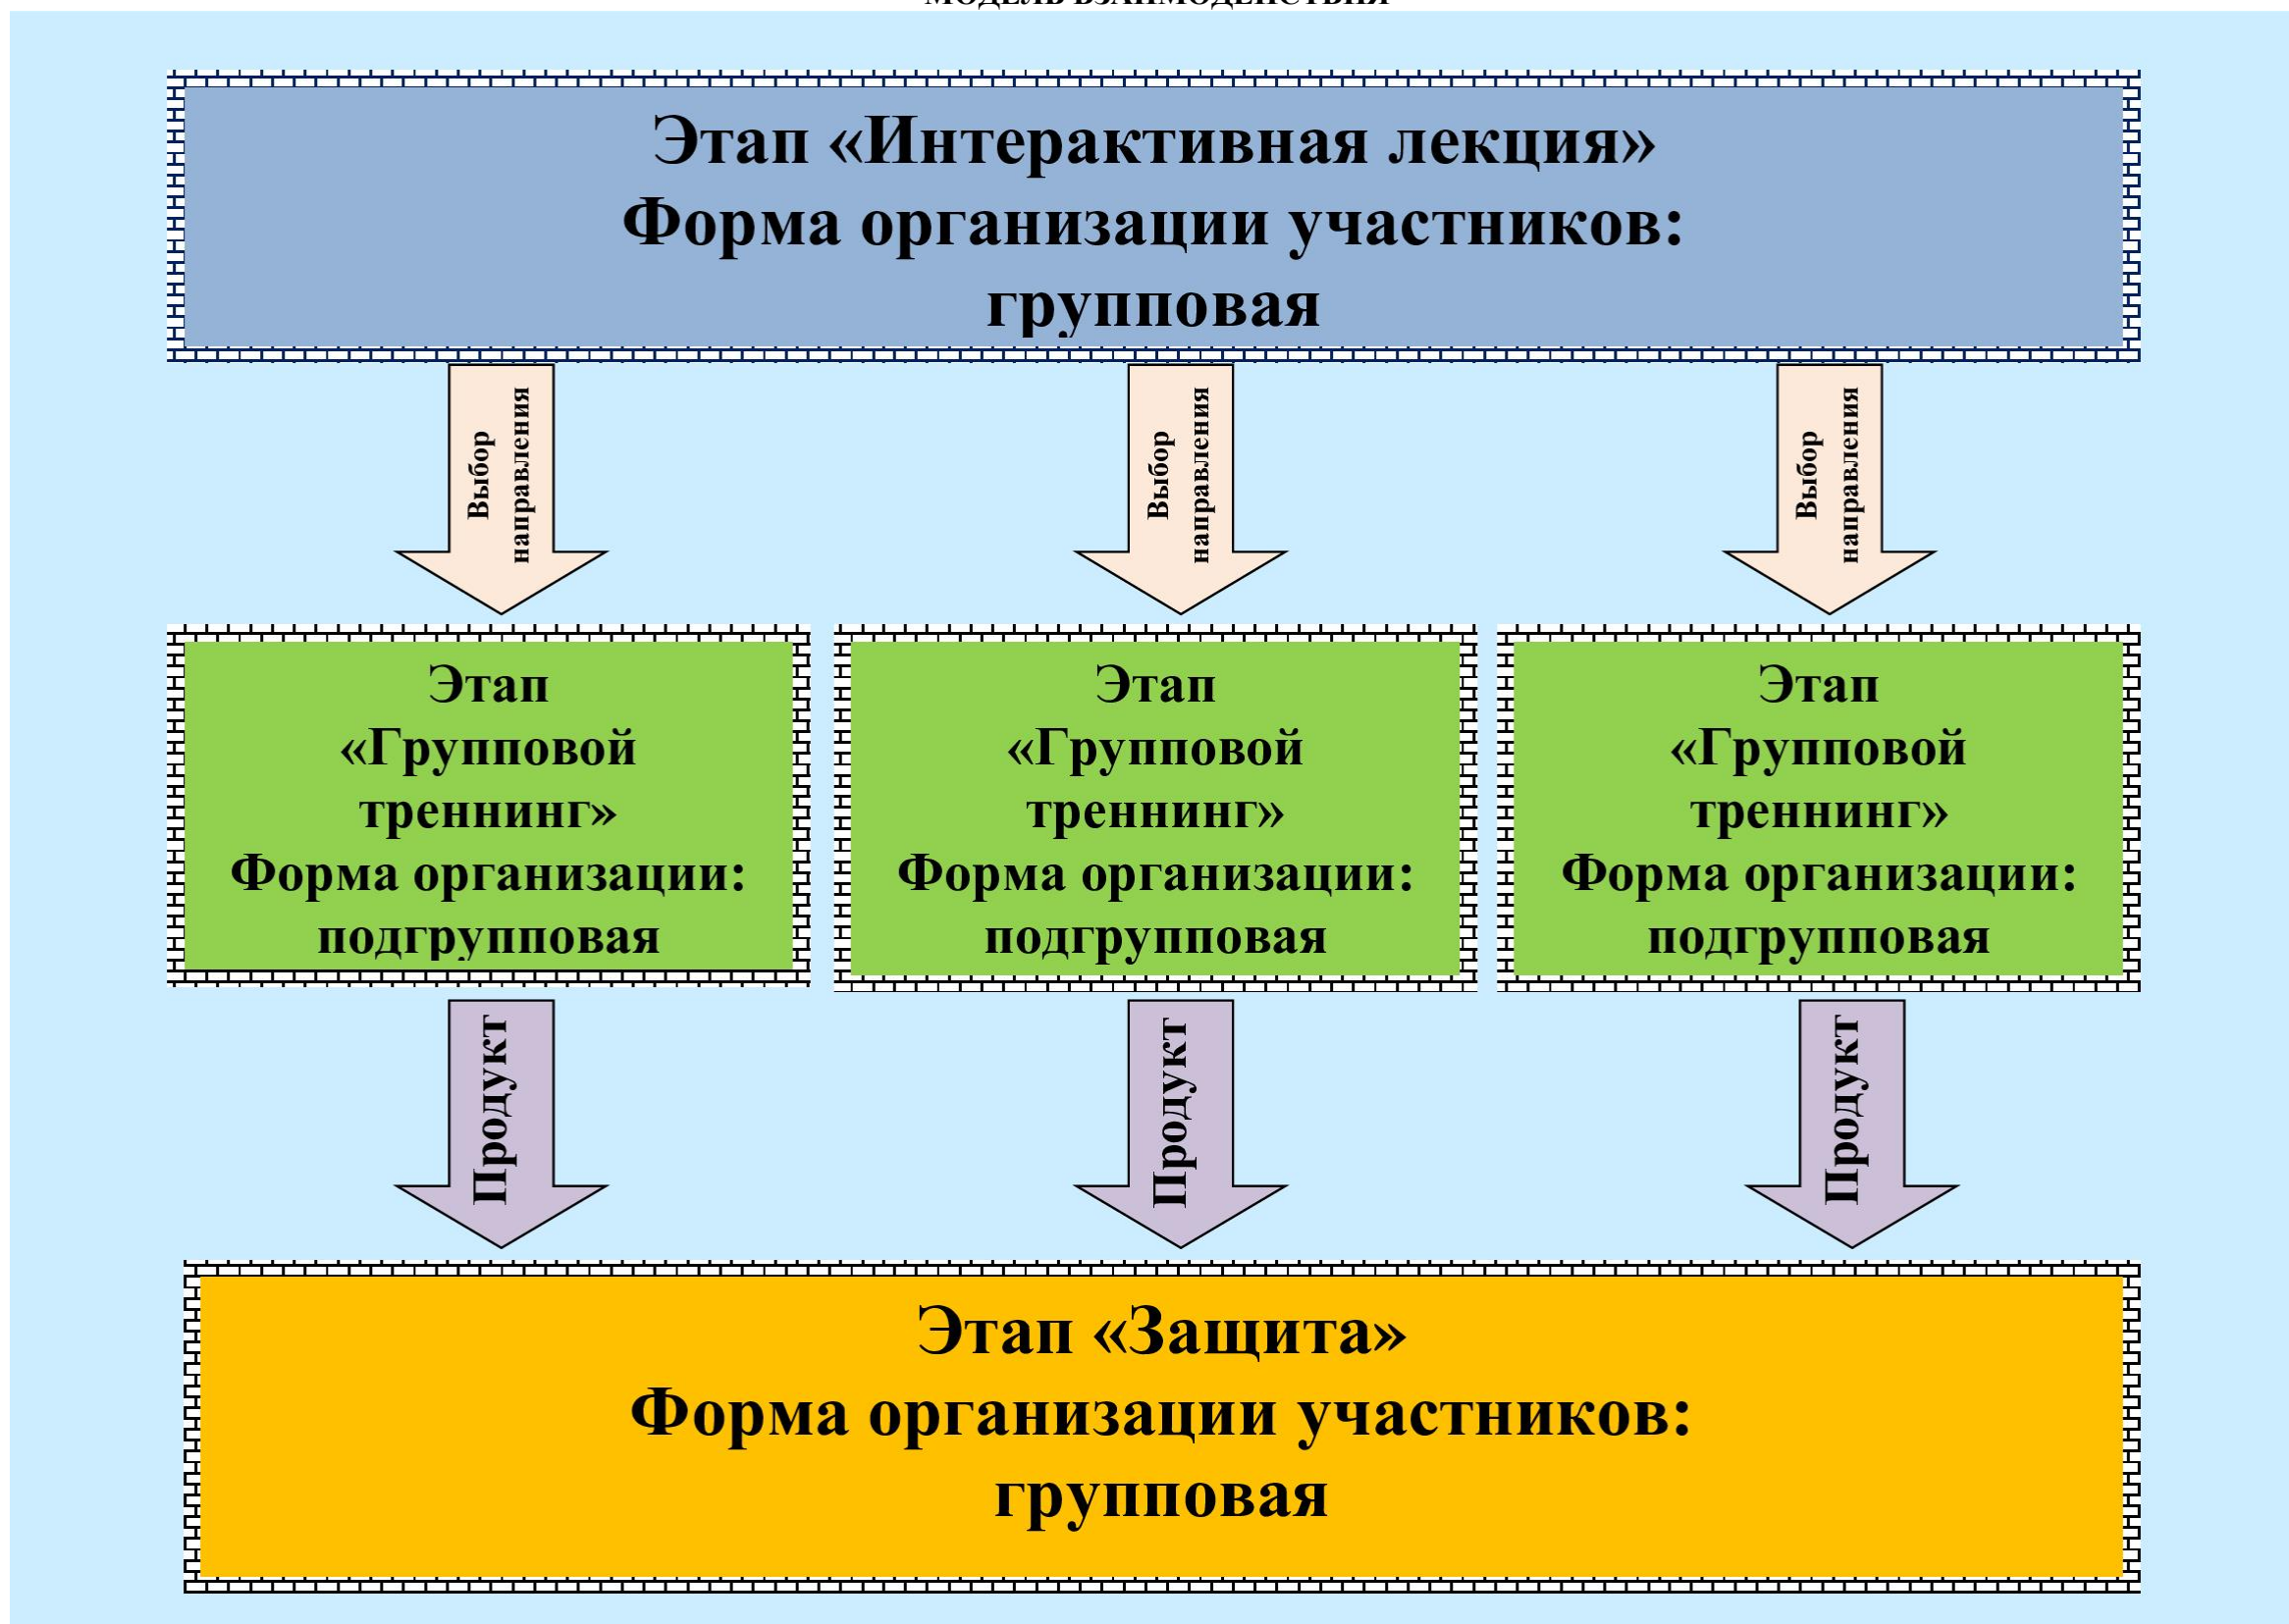 МОДЕЛЬ ВЗАИМОДЕЙСТВИЯ
Этап «Интерактивная лекция»
Форма организации участников:
групповая
Выбор
направления
Выбор
направления
Выбор
направления
Этап
«Групповой
треннинг»
Форма организации:
подгрупповая
Этап
«Групповой
треннинг»
Форма организации:
подгрупповая
Этап
«Групповой
треннинг»
Форма организации:
подгрупповая
Продукт
Продукт
Продукт
Этап «Защита»
Форма организации участников:
групповая